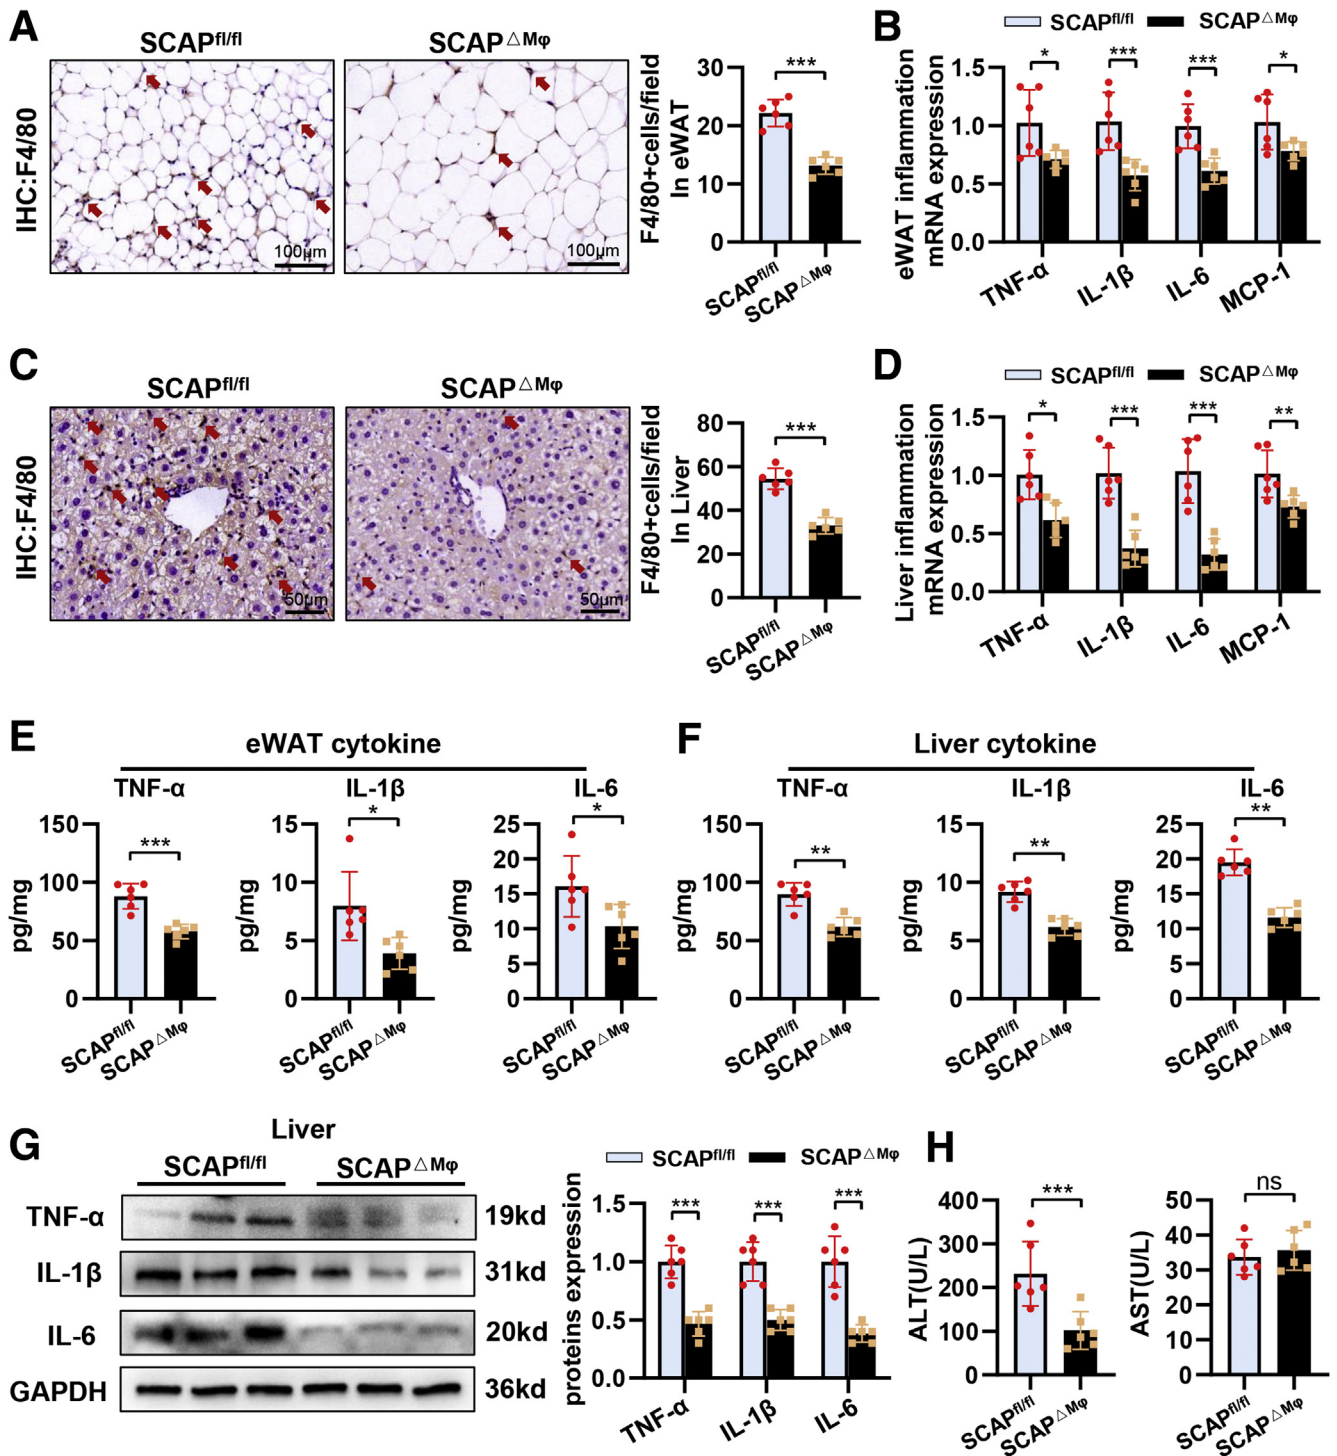 A
SCAPfl/fl
SCAP△Mφ
IHC:F4/80
100μm
100μm
F4/80+cells/field
In eWAT
30
20
10
0
***
SCAPfl/fl
SCAP△Mφ
B
SCAPfl/fl
SCAP△Mφ
eWAT inflammation
mRNA expression
1.5
1.0
0.5
0.0
*
***
***
*
TNF-α
IL-1β
IL-6
MCP-1
C
SCAPfl/fl
SCAP△Mφ
IHC:F4/80
50μm
50μm
F4/80+cells/field
In Liver
80
60
40
20
0
***
SCAPfl/fl
SCAP△Mφ
D
SCAPfl/fl
SCAP△Mφ
Liver inflammation
mRNA expression
1.5
1.0
0.5
0.0
*
***
***
**
TNF-α
IL-1β
IL-6
MCP-1
E
eWAT cytokine
TNF-α
pg/mg
150
100
50
0
***
SCAPfl/fl
SCAP△Mφ
IL-1β
pg/mg
15
10
5
0
*
SCAPfl/fl
SCAP△Mφ
IL-6
pg/mg
25
20
15
10
5
0
*
SCAPfl/fl
SCAP△Mφ
F
Liver cytokine
TNF-α
pg/mg
150
100
50
0
**
SCAPfl/fl
SCAP△Mφ
IL-1β
pg/mg
15
10
5
0
**
SCAPfl/fl
SCAP△Mφ
IL-6
pg/mg
25
20
15
10
5
0
**
SCAPfl/fl
SCAP△Mφ
G
Liver
SCAPfl/fl
SCAP△Mφ
TNF-α
19kd
IL-1β
31kd
IL-6
20kd
GAPDH
36kd
SCAPfl/fl
SCAP△Mφ
proteins expression
1.5
1.0
0.5
0.0
***
***
***
TNF-α
IL-1β
IL-6
H
ALT(U/L)
400
300
200
100
0
***
SCAPfl/fl
SCAP△Mφ
AST(U/L)
50
40
30
20
10
0
ns
SCAPfl/fl
SCAP△Mφ